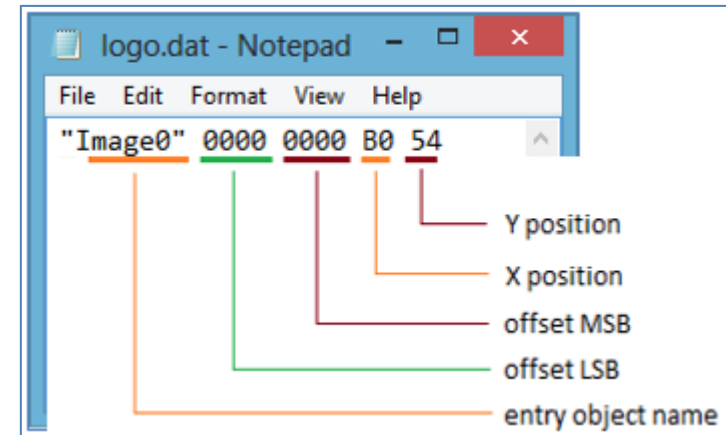 logo.dat - Notepad
File Edit Format View Help
"Image0" 0000 0000 B0 54
Y position
X position
offset MSB
offset LSB
entry object name